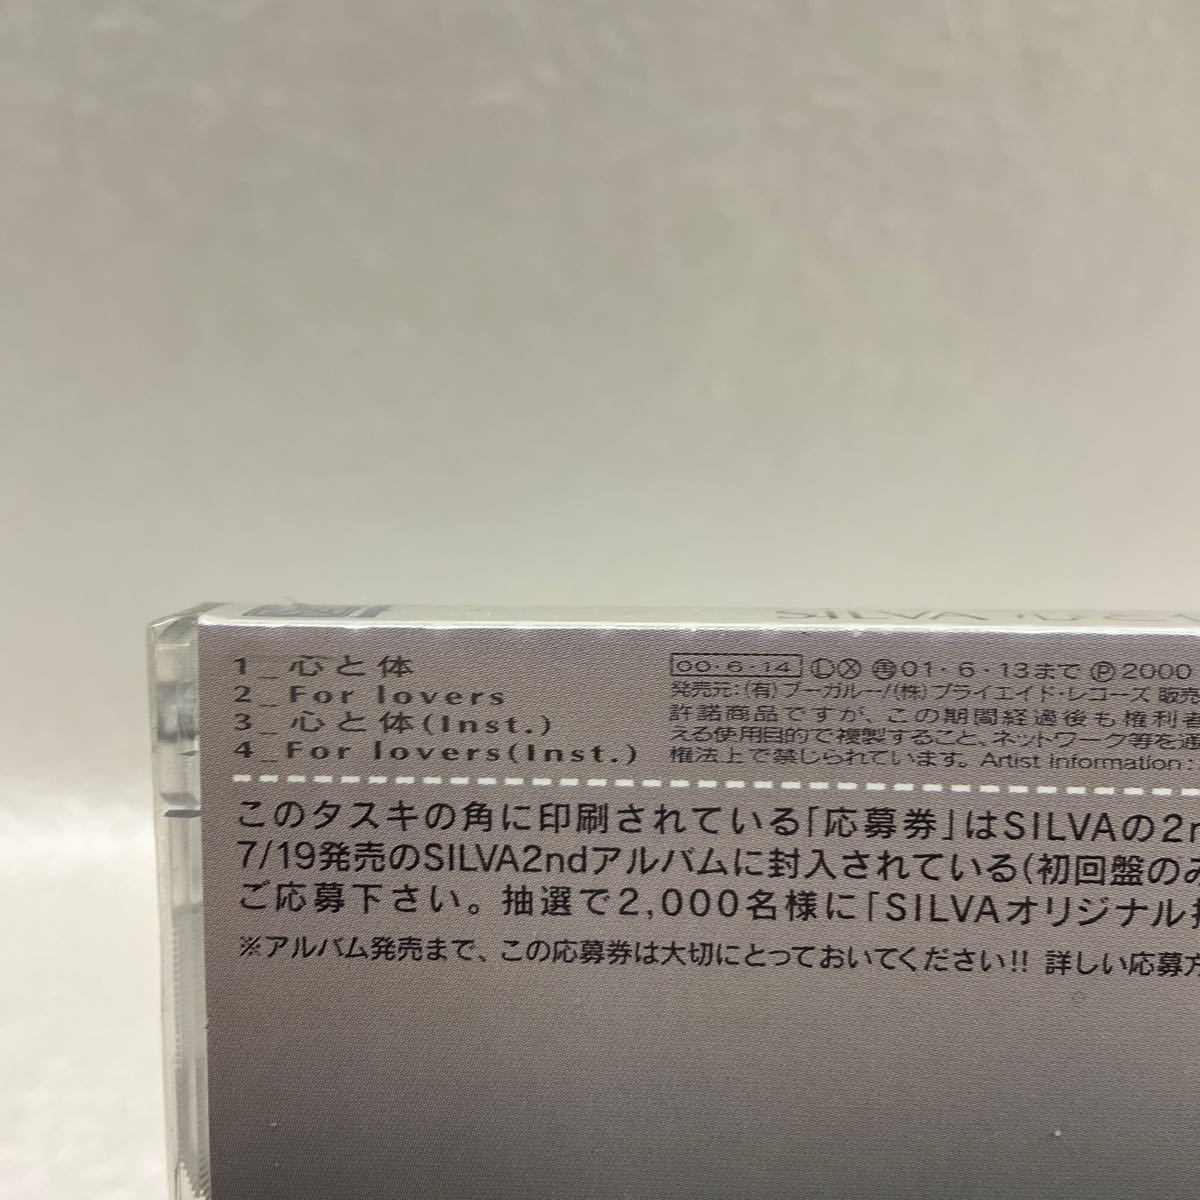 SILVA
1_心と体
2_For lovers
3_心と体(Inst.)
4_For lovers(Inst.)
00・6・14 Ⓛ Ⓧ 01・6・13まで Ⓟ2000
発売元:(有)ブーガルー/(株)プライエイド・レコーズ 販売
許諾商品ですが、この期間経過後も権利者
える使用目的で複製すること、ネットワーク等を通
権法上で禁じられています。Artist information:
このタスキの角に印刷されている「応募券」はSILVAの2n
7/19発売のSILVA2ndアルバムに封入されている(初回盤のみ
ご応募下さい。抽選で2,000名様に「SILVAオリジナル
※アルバム発売まで、この応募券は大切にとっておいてください!! 詳しい応募方